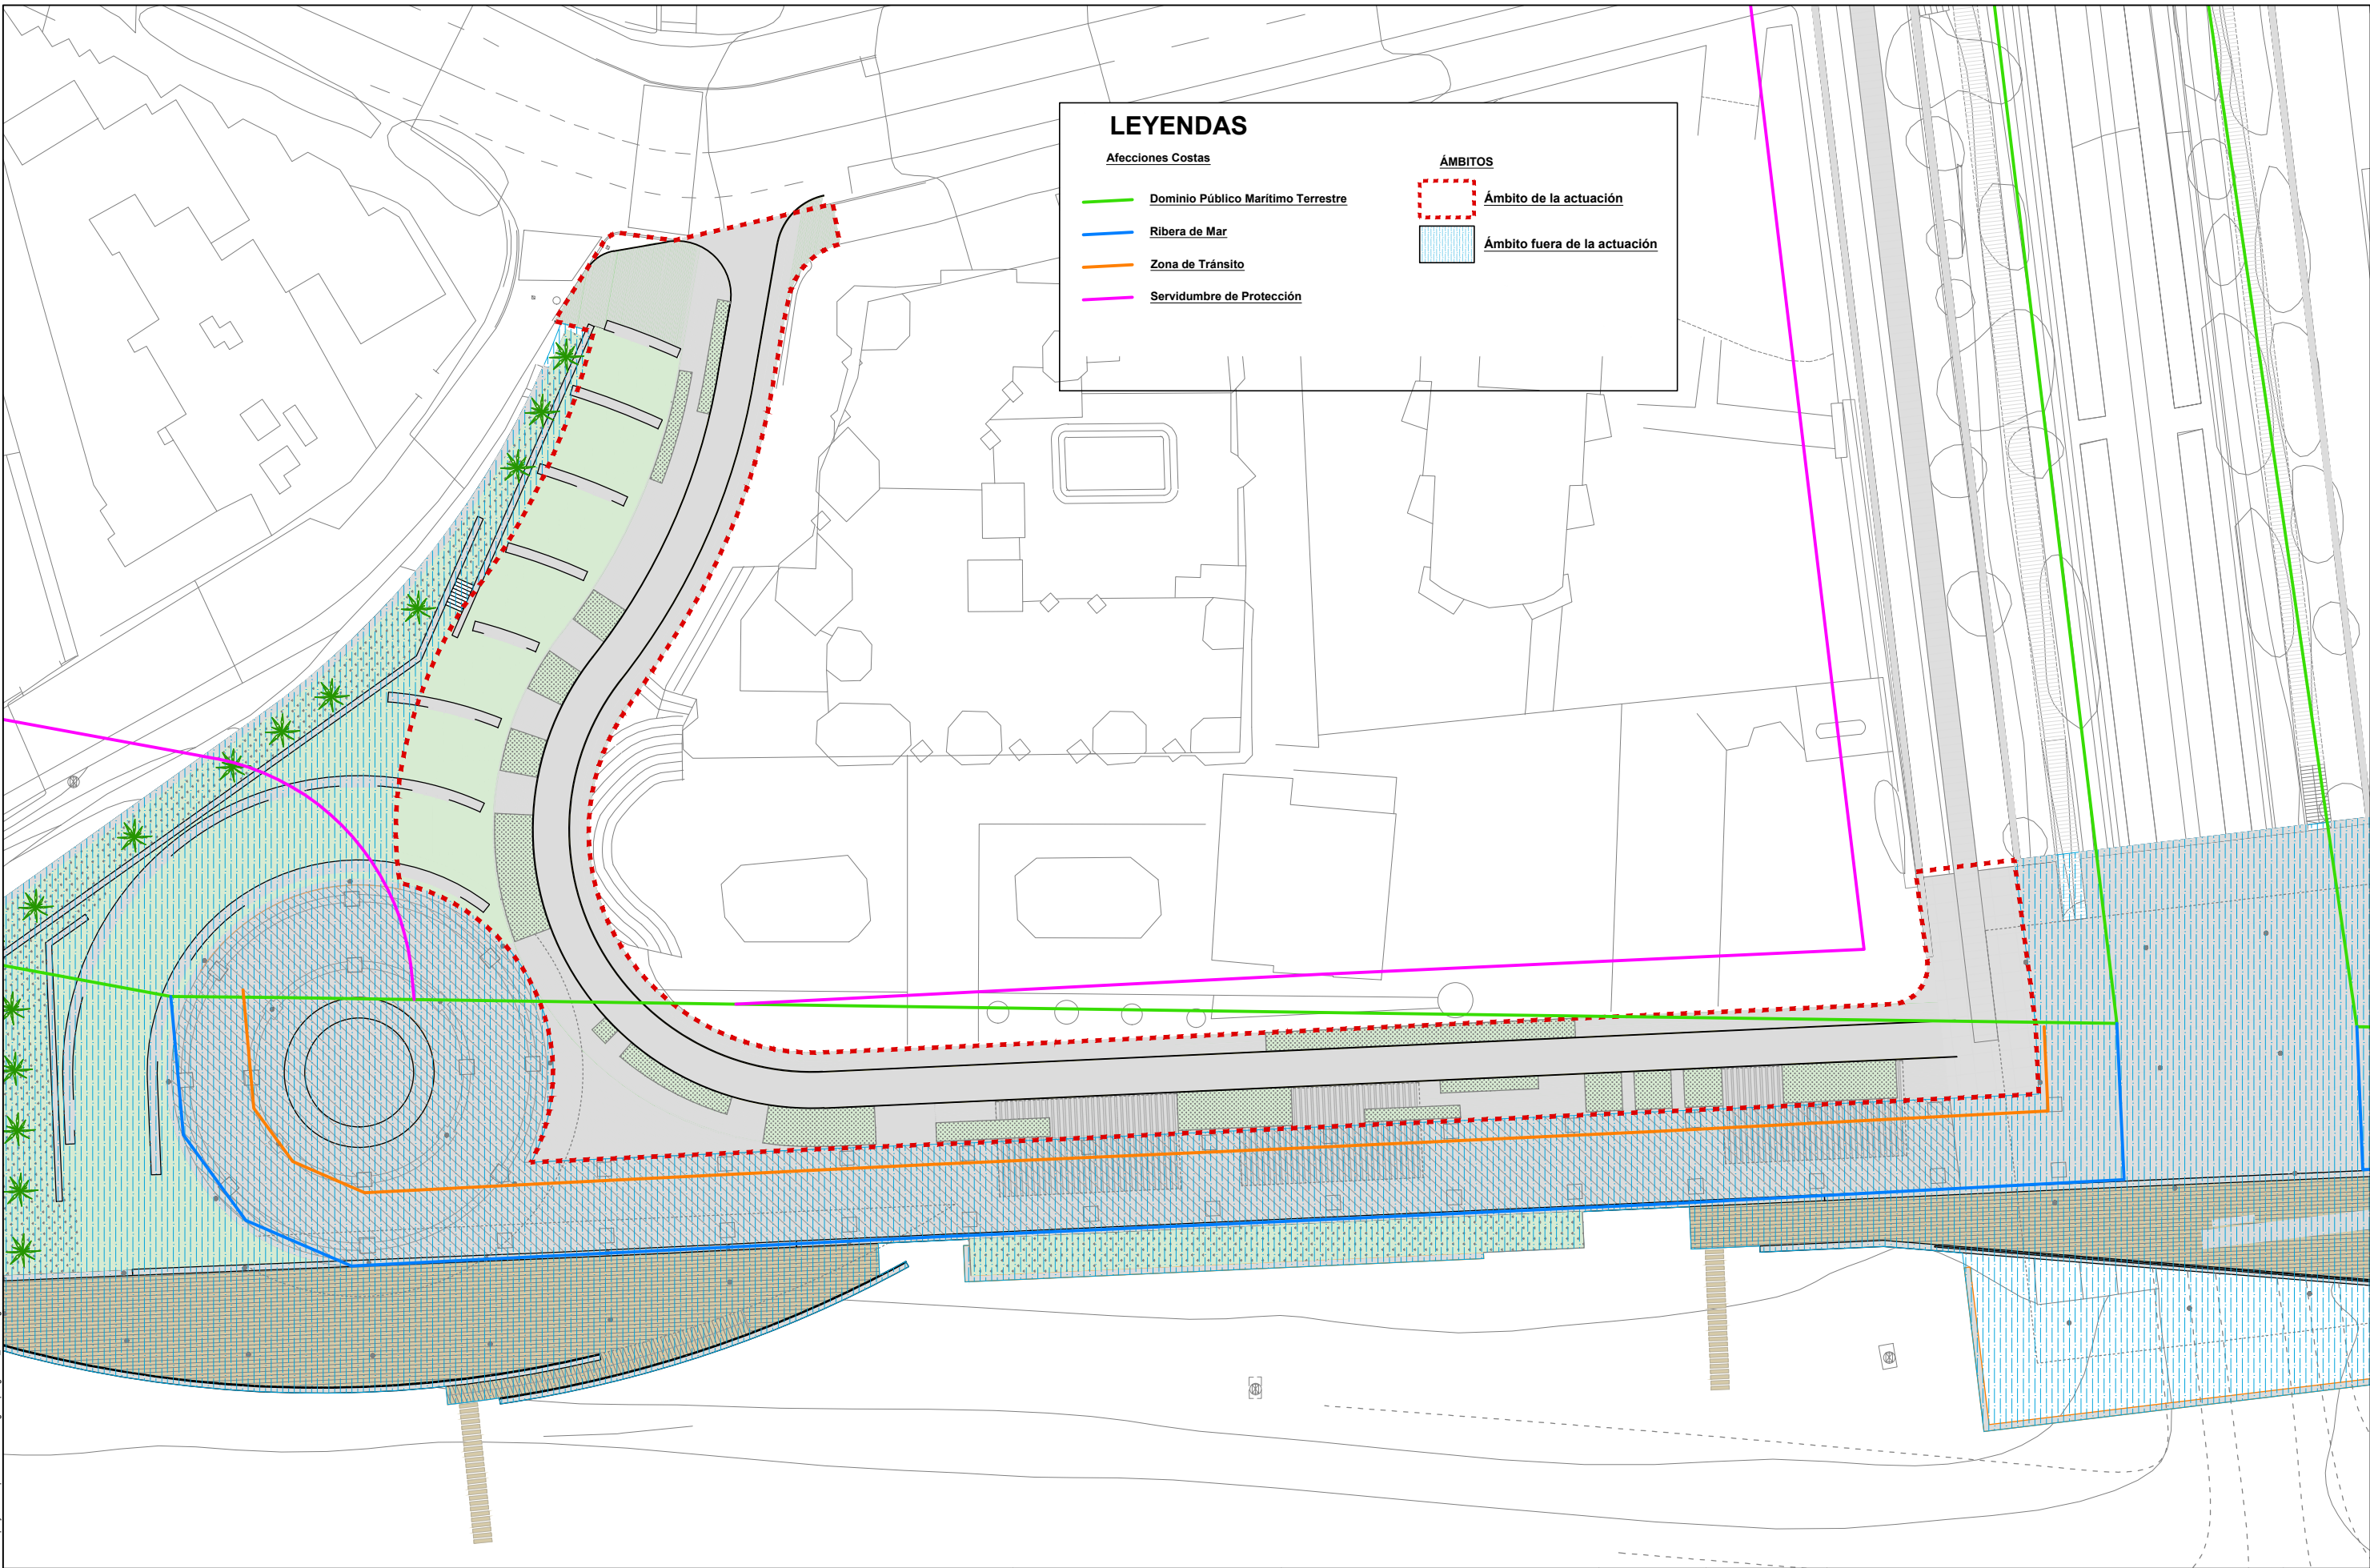 LEYENDAS
Afecciones Costas
Dominio Público Marítimo Terrestre
Ribera de Mar
Zona de Tránsito
Servidumbre de Protección
ÁMBITOS
Ámbito de la actuación
Ámbito fuera de la actuación